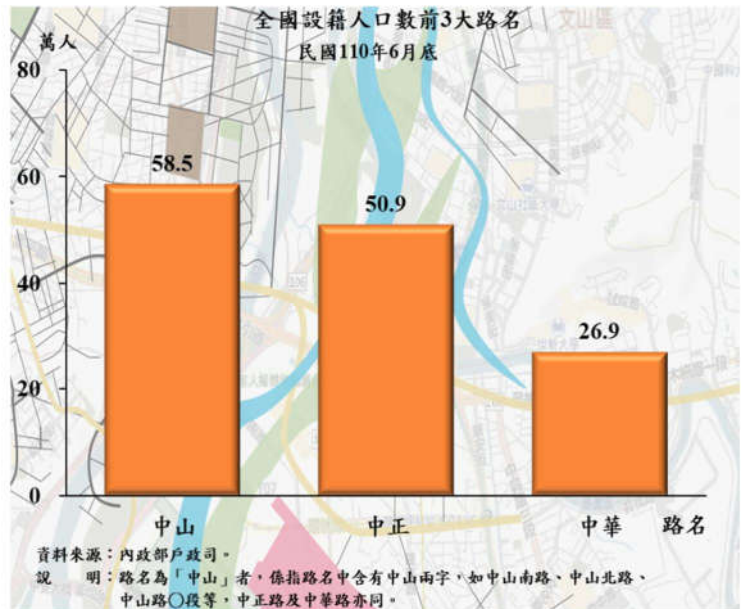 全國設籍人口數前3大路名
民國110年6月底
萬人
80
60
40
20
0
58.5
50.9
26.9
中山
中正
中華
路名
資料來源：內政部戶政司。
說　　明：路名為「中山」者，係指路名中含有中山兩字，如中山南路、中山北路、
中山路○段等，中正路及中華路亦同。
文山區